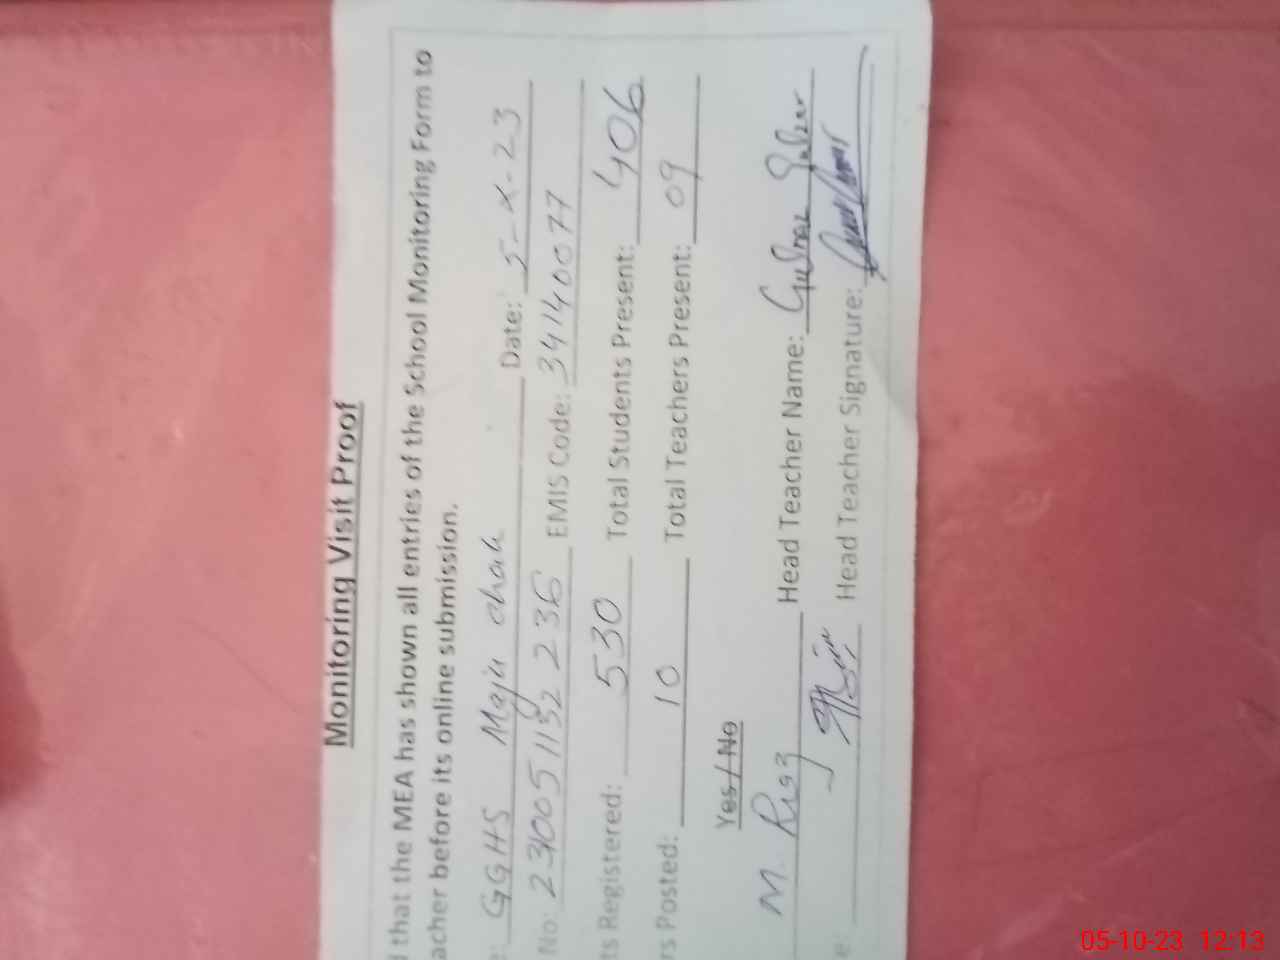 Monitoring Visit Proof
that the MEA has shown all entries of the School Monitoring Form to
acher before its online submission.
GGHS Maju chak Date: 5-X-23
No: 2310051132236 EMIS Code: 34140077
ts Registered: 530 Total Students Present: 406
rs Posted: 10 Total Teachers Present: 09
Yes/No
M. Riaz Head Teacher Name: Gulnaz
Head Teacher Signature:
05-10-23 12:13